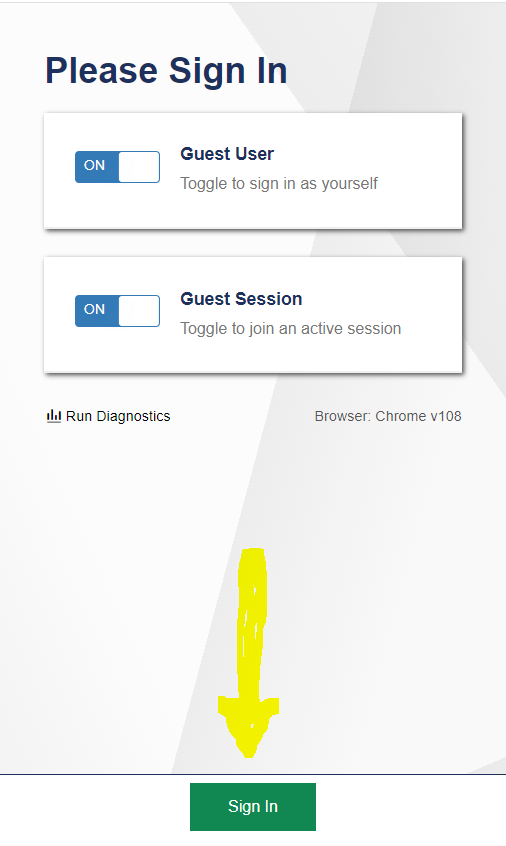 Please Sign In
ON
Guest User
Toggle to sign in as yourself
ON
Guest Session
Toggle to join an active session
Run Diagnostics
Browser: Chrome v108
Sign In